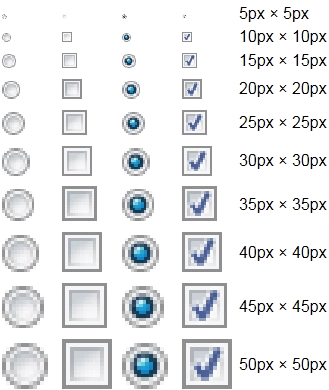 5px × 5px
10px × 10px
15px × 15px
20px × 20px
25px × 25px
30px × 30px
35px × 35px
40px × 40px
45px × 45px
50px × 50px